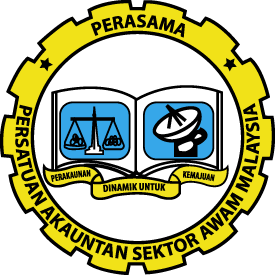 PERASAMA
PERSATUAN AKAUNTAN SEKTOR AWAM MALAYSIA
PERAKAUNAN
DINAMIK UNTUK
KEMAJUAN